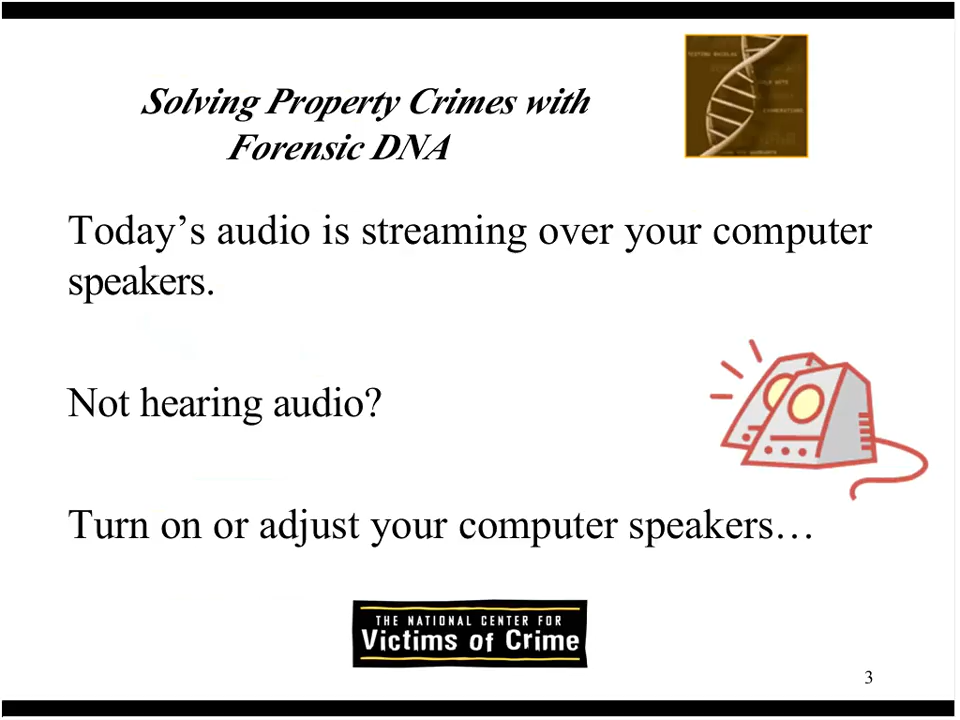 Solving Property Crimes with
Forensic DNA
Today’s audio is streaming over your computer
speakers.
Not hearing audio?
Turn on or adjust your computer speakers…
THE NATIONAL CENTER FOR
Victims of Crime
3